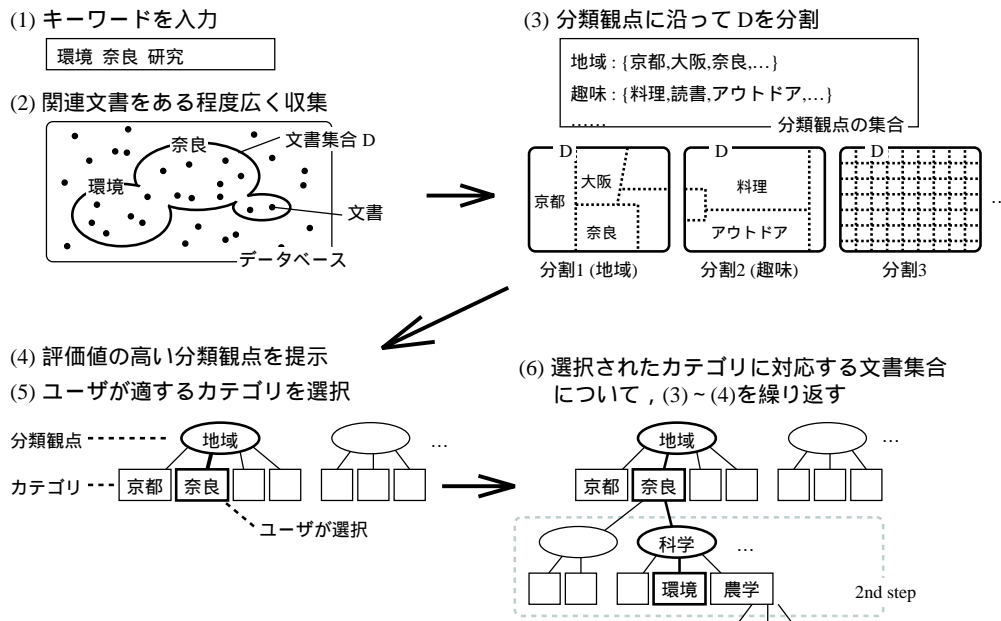 (1) キーワードを入力
環境 奈良 研究
(2) 関連文書をある程度広く収集
奈良
文書集合 D
環境
文書
データベース
(3) 分類観点に沿って Dを分割
地域 : {京都,大阪,奈良,…}
趣味 : {料理,読書,アウトドア,…}
……
分類観点の集合
D
京都
大阪
奈良
分割1 (地域)
D
料理
アウトドア
分割2 (趣味)
D
分割3
…
(4) 評価値の高い分類観点を提示
(5) ユーザが適するカテゴリを選択
分類観点
地域
…
カテゴリ
京都
奈良
ユーザが選択
(6) 選択されたカテゴリに対応する文書集合
について , (3) ~ (4)を繰り返す
地域
…
京都
奈良
科学
…
環境
農学
2nd step